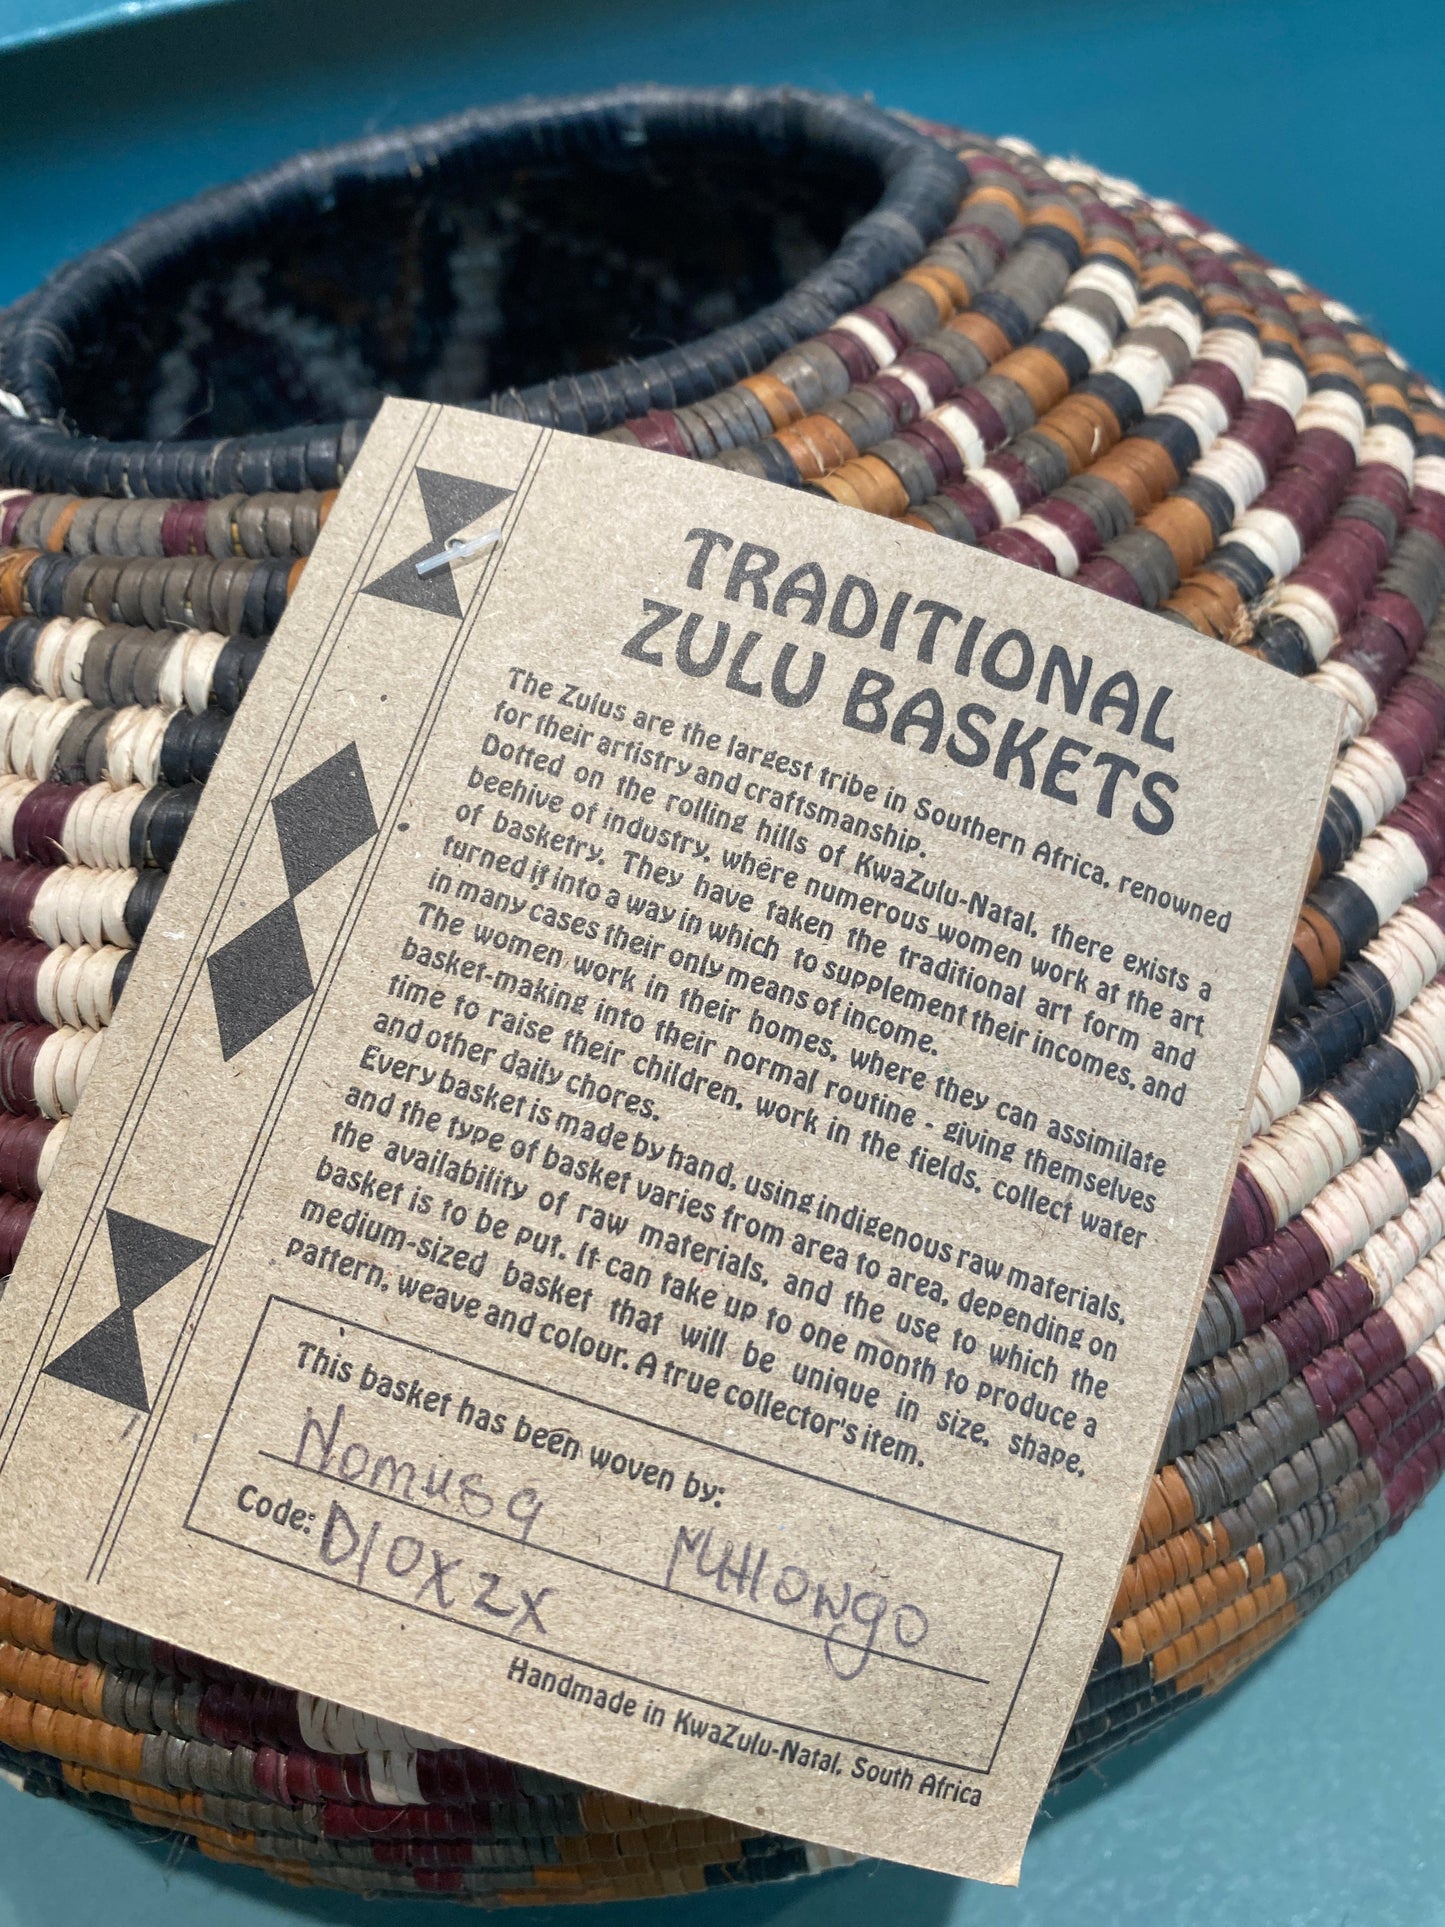 TRADITIONAL
ZULU BASKETS
The Zulus are the largest tribe in Southern Africa, renowned
for their artistry and craftsmanship.
Dotted on the rolling hills of KwaZulu-Natal, there exists a
beehive of industry, where numerous women work at the art
of basketry. They have taken the traditional art form and
turned it into a way in which to supplement their incomes, and
in many cases their only means of income.
The women work in their homes, where they can assimilate
basket-making into their normal routine - giving themselves
time to raise their children, work in the fields, collect water
and other daily chores.
Every basket is made by hand, using indigenous raw materials,
and the type of basket varies from area to area, depending on
the availability of raw materials, and the use to which the
basket is to be put. It can take up to one month to produce a
medium-sized basket that will be unique in size, shape,
pattern, weave and colour. A true collector's item.
This basket has been woven by:
Nomusa
Code: D10X2X
Handmade in KwaZulu-Natal, South Africa